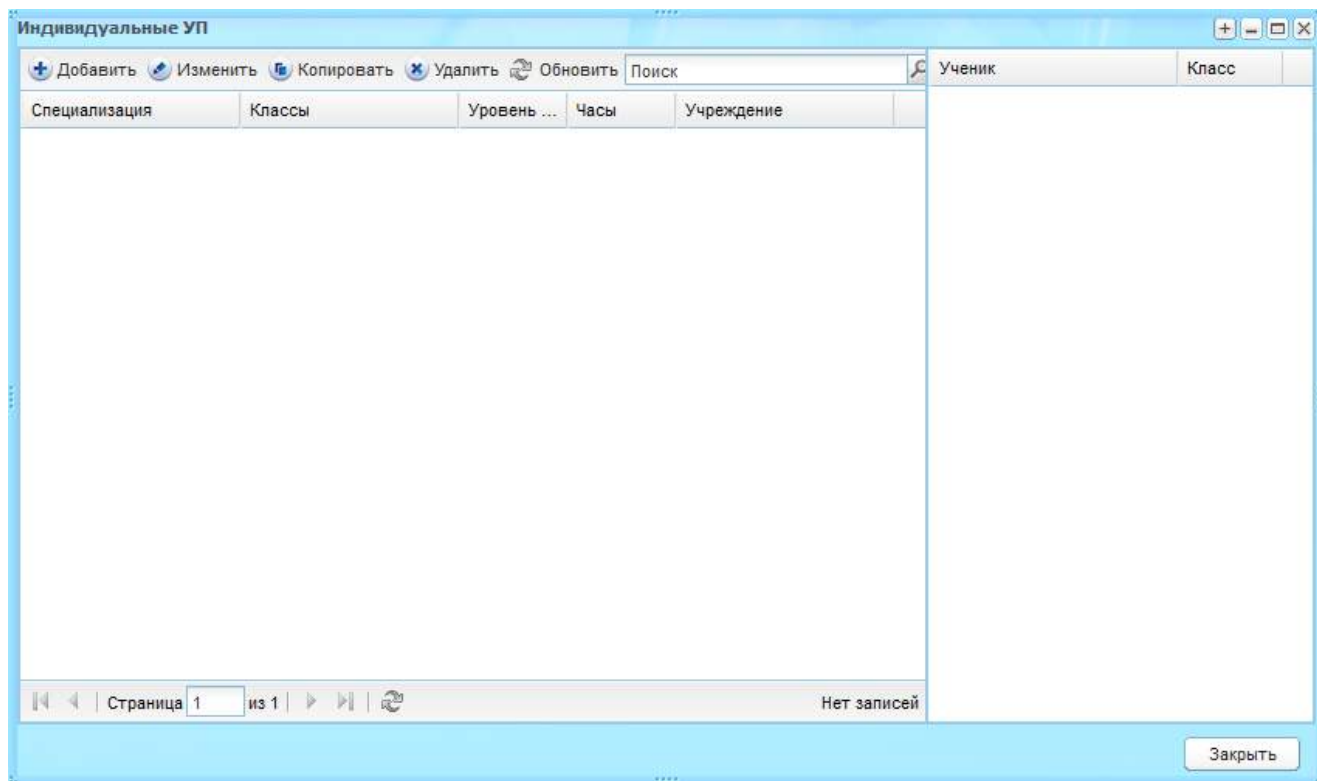 Индивидуальные УП
Добавить Изменить Копировать Удалить Обновить Поиск Ученик Класс
Специализация Классы Уровень ... Часы Учреждение
Страница 1 из 1 Нет записей
Закрыть